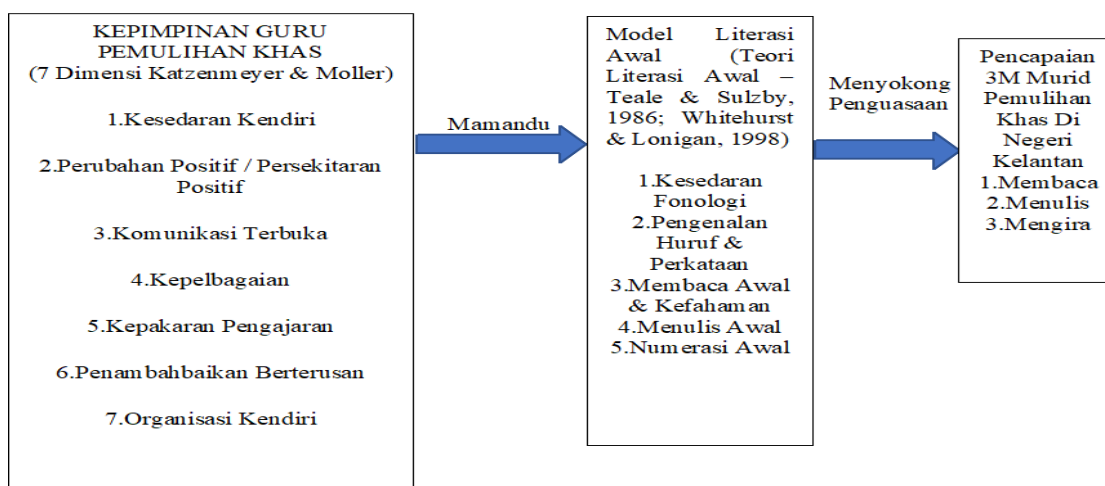 KEPIMPINAN GURU
PEMULIHAN KHAS
(7 Dimensi Katzenmeyer & Moller)
1.Kesedaran Kendiri
2.Perubahan Positif / Persekitaran
Positif
3.Komunikasi Terbuka
4.Kepelbagaian
5.Kepakaran Pengajaran
6.Penambahbaikan Berterusan
7.Organisasi Kendiri
Mamandu
Model Literasi
Awal (Teori
Literasi Awal –
Teale & Sulzby,
1986; Whitehurst
& Lonigan, 1998)
1.Kesedaran
Fonologi
2.Pengenalan
Huruf &
Perkataan
3.Membaca Awal
& Kefahaman
4.Menulis Awal
5.Numerasi Awal
Menyokong
Penguasaan
Pencapaian
3M Murid
Pemulihan
Khas Di
Negeri
Kelantan
1.Membaca
2.Menulis
3.Mengira